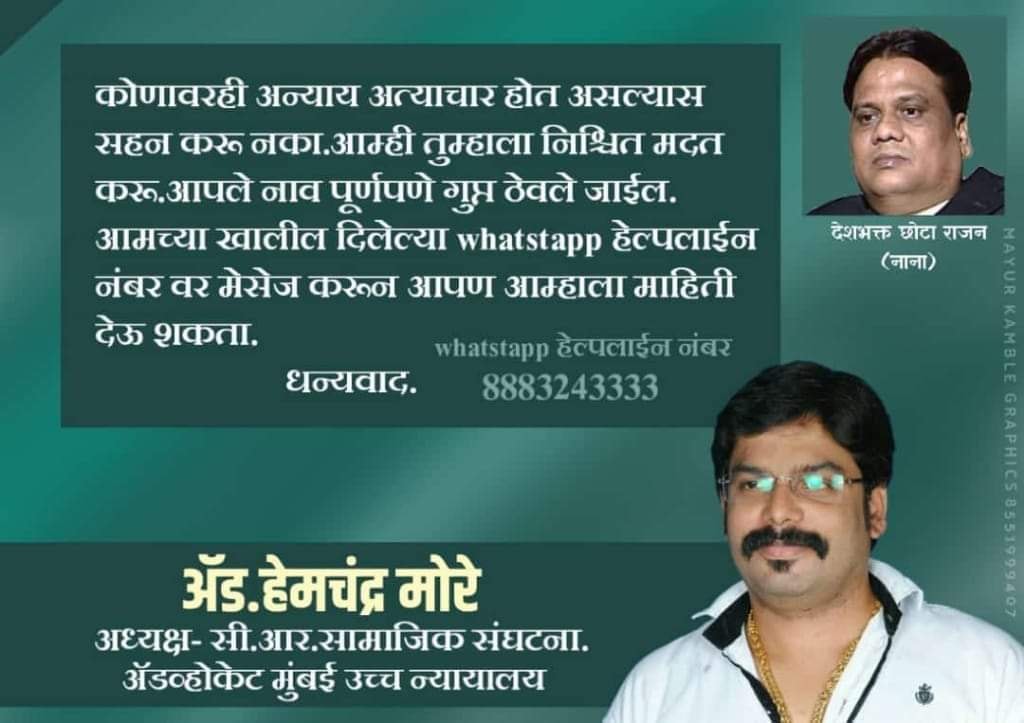 कोणावरही अन्याय अत्याचार होत असल्यास
सहन करू नका.आम्ही तुम्हाला निश्चित मदत
करू.आपले नाव पूर्णपणे गुप्त ठेवले जाईल.
आमच्या खालील दिलेल्या whatstapp हेल्पलाईन
नंबर वर मेसेज करून आपण आम्हाला माहिती
देऊ शकता.
धन्यवाद.
whatstapp हेल्पलाईन नंबर
8883243333
देशभक्त छोटा राजन
(नाना)
MAYUR KAMBLE GRAPHICS 8551999407
ॲड.हेमचंद्र मोरे
अध्यक्ष- सी.आर.सामाजिक संघटना.
ॲडव्होकेट मुंबई उच्च न्यायालय